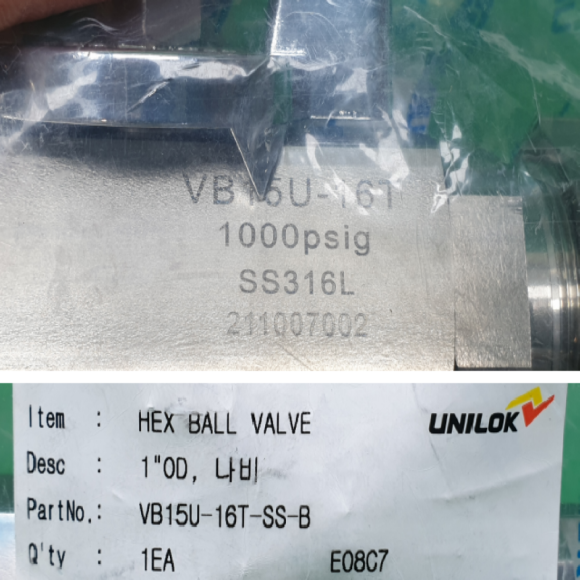 VB15U-16T
1000psig
SS316L
211007002
Item : HEX BALL VALVE
UNILOK
Desc : 1"OD, 나비
PartNo.: VB15U-16T-SS-B
Q'ty : 1EA E08C7